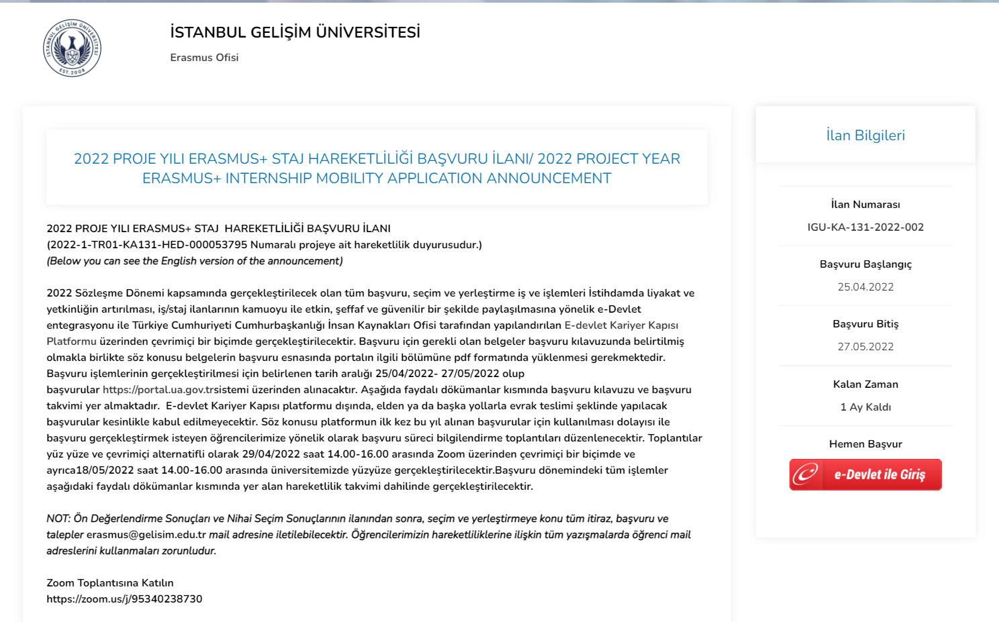 İSTANBUL GELİŞİM ÜNİVERSİTESİ
EST.2008
İSTANBUL GELİŞİM ÜNİVERSİTESİ
Erasmus Ofisi
2022 PROJE YILI ERASMUS+ STAJ HAREKETLİLİĞİ BAŞVURU İLANI/ 2022 PROJECT YEAR
ERASMUS+ INTERNSHIP MOBILITY APPLICATION ANNOUNCEMENT
2022 PROJE YILI ERASMUS+ STAJ  HAREKETLİLİĞİ BAŞVURU İLANI
(2022-1-TR01-KA131-HED-000053795 Numaralı projeye ait hareketlilik duyurusudur.)
(Below you can see the English version of the announcement)
2022 Sözleşme Dönemi kapsamında gerçekleştirilecek olan tüm başvuru, seçim ve yerleştirme iş ve işlemleri İstihdamda liyakat ve
yetkinliğin artırılması, iş/staj ilanlarının kamuoyu ile etkin, şeffaf ve güvenilir bir şekilde paylaşılmasına yönelik e-Devlet
entegrasyonu ile Türkiye Cumhuriyeti Cumhurbaşkanlığı İnsan Kaynakları Ofisi tarafından yapılandırılan E-devlet Kariyer Kapısı
Platformu üzerinden çevrimiçi bir biçimde gerçekleştirilecektir. Başvuru için gerekli olan belgeler başvuru kılavuzunda belirtilmiş
olmakla birlikte söz konusu belgelerin başvuru esnasında portalın ilgili bölümüne pdf formatında yüklenmesi gerekmektedir.
Başvuru işlemlerinin gerçekleştirilmesi için belirlenen tarih aralığı 25/04/2022- 27/05/2022 olup
başvurular https://portal.ua.gov.trsistemi üzerinden alınacaktır. Aşağıda faydalı dökümanlar kısmında başvuru kılavuzu ve başvuru
takvimi yer almaktadır.  E-devlet Kariyer Kapısı platformu dışında, elden ya da başka yollarla evrak teslimi şeklinde yapılacak
başvurular kesinlikle kabul edilmeyecektir. Söz konusu platformun ilk kez bu yıl alınan başvurular için kullanılması dolayısı ile
başvuru gerçekleştirmek isteyen öğrencilerimize yönelik olarak başvuru süreci bilgilendirme toplantıları düzenlenecektir. Toplantılar
yüz yüze ve çevrimiçi alternatifli olarak 29/04/2022 saat 14.00-16.00 arasında Zoom üzerinden çevrimiçi bir biçimde ve
ayrıca18/05/2022 saat 14.00-16.00 arasında üniversitemizde yüzyüze gerçekleştirilecektir.Başvuru dönemindeki tüm işlemler
aşağıdaki faydalı dökümanlar kısmında yer alan hareketlilik takvimi dahilinde gerçekleştirilecektir.
NOT: Ön Değerlendirme Sonuçları ve Nihai Seçim Sonuçlarının ilanından sonra, seçim ve yerleştirmeye konu tüm itiraz, başvuru ve
talepler erasmus@gelisim.edu.tr mail adresine iletilebilecektir. Öğrencilerimizin hareketliliklerine ilişkin tüm yazışmalarda öğrenci mail
adreslerini kullanmaları zorunludur.
Zoom Toplantısına Katılın
https://zoom.us/j/95340238730
İlan Bilgileri
İlan Numarası
IGU-KA-131-2022-002
Başvuru Başlangıç
25.04.2022
Başvuru Bitiş
27.05.2022
Kalan Zaman
1 Ay Kaldı
Hemen Başvur
e-Devlet ile Giriş